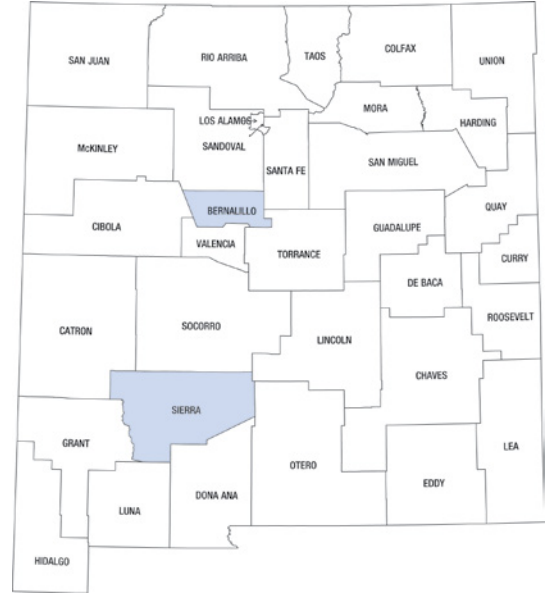 COLFAX
SAN JUAN
RIO ARRIBA
TAOS
UNION
MORA
LOS ALAMOS
HARDING
McKINLEY
SANDOVAL
SAN MIGUEL
SANTA FE
QUAY
BERNALILLO
CIBOLA
GUADALUPE
VALENCIA
TORRANCE
CURRY
DE BACA
ROOSEVELT
CATRON
SOCORRO
LINCOLN
CHAVES
SIERRA
GRANT
LEA
OTERO
EDDY
DONA ANA
LUNA
HIDALGO